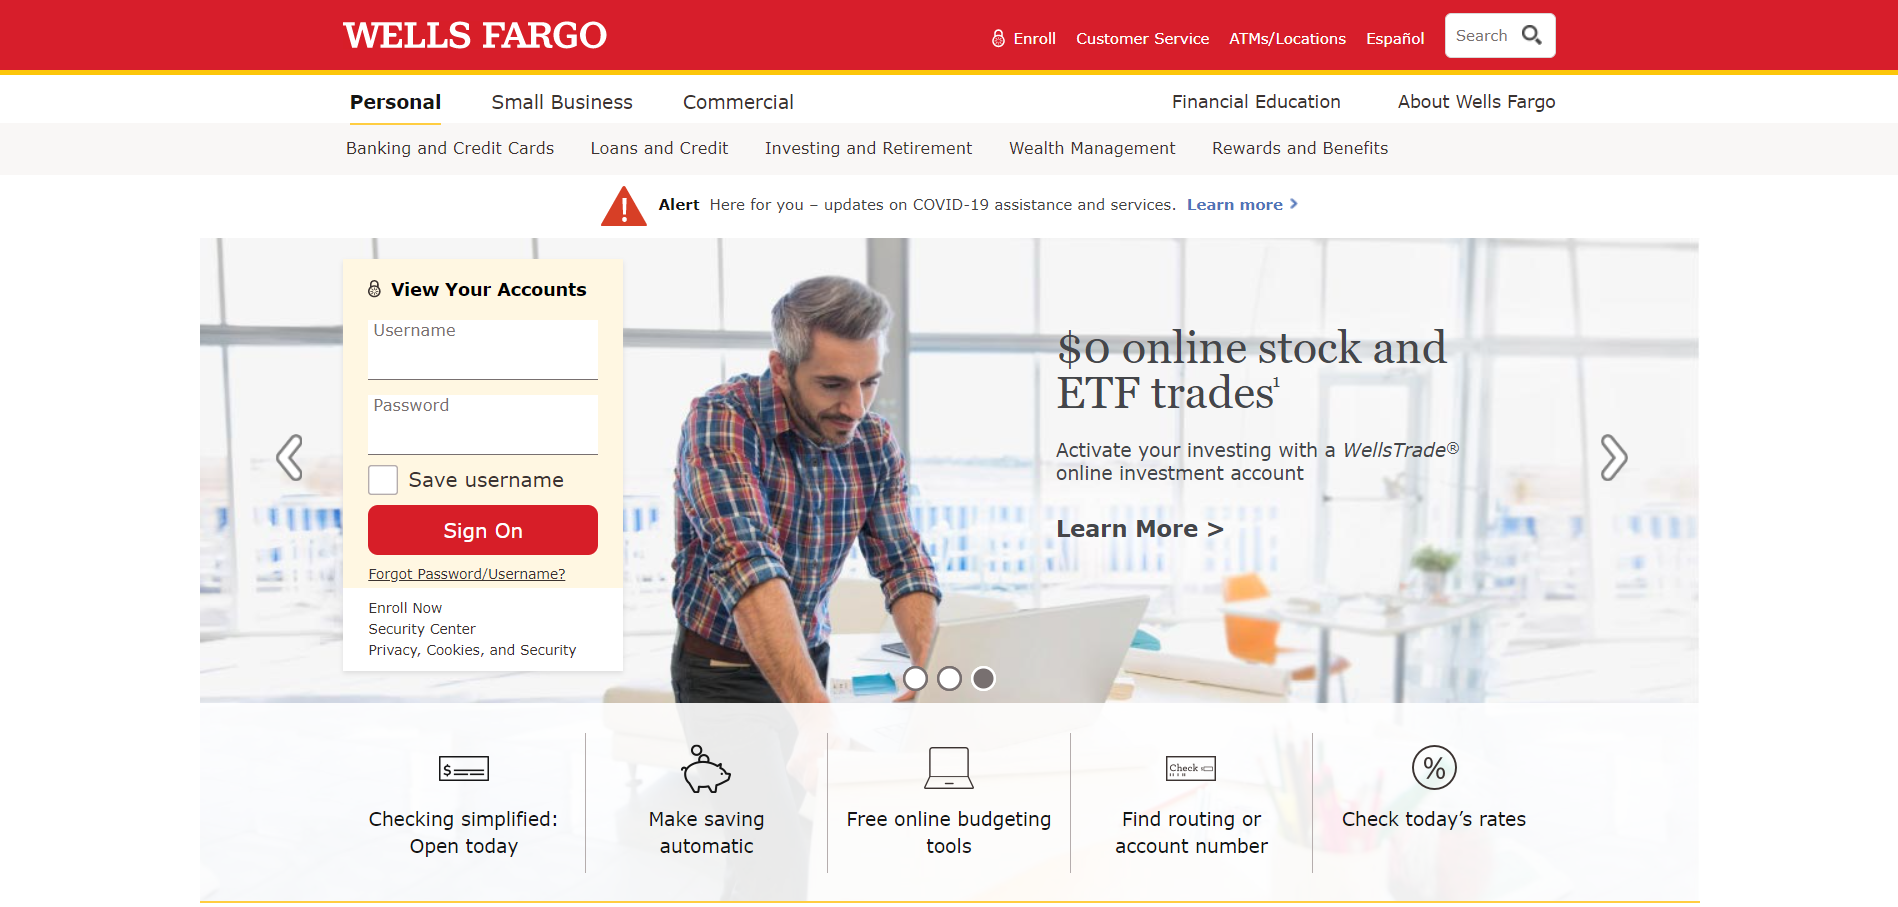 WELLS FARGO
Enroll
Customer Service
ATMs/Locations
Español
Search
Personal
Small Business
Commercial
Financial Education
About Wells Fargo
Banking and Credit Cards
Loans and Credit
Investing and Retirement
Wealth Management
Rewards and Benefits
Alert Here for you – updates on COVID-19 assistance and services. Learn more
View Your Accounts
Username
Password
Save username
Sign On
Forgot Password/Username?
Enroll Now
Security Center
Privacy, Cookies, and Security
$0 online stock and
ETF trades¹
Activate your investing with a WellsTrade®
online investment account
Learn More >
$
Checking simplified:
Open today
Make saving
automatic
Free online budgeting
tools
Check
Find routing or
account number
%
Check today’s rates